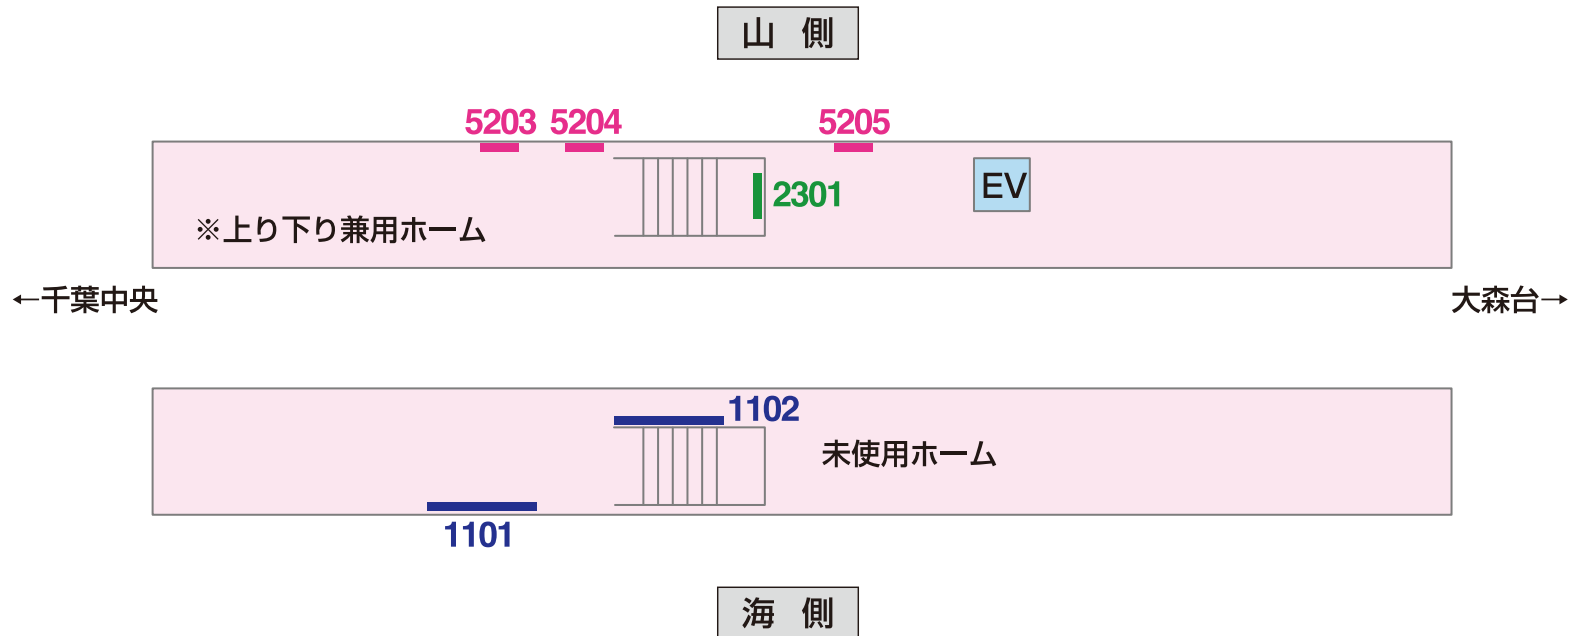 山 側
5203 5204 5205
EV
2301
※上り下り兼用ホーム
←千葉中央
大森台→
1102
未使用ホーム
1101
海 側